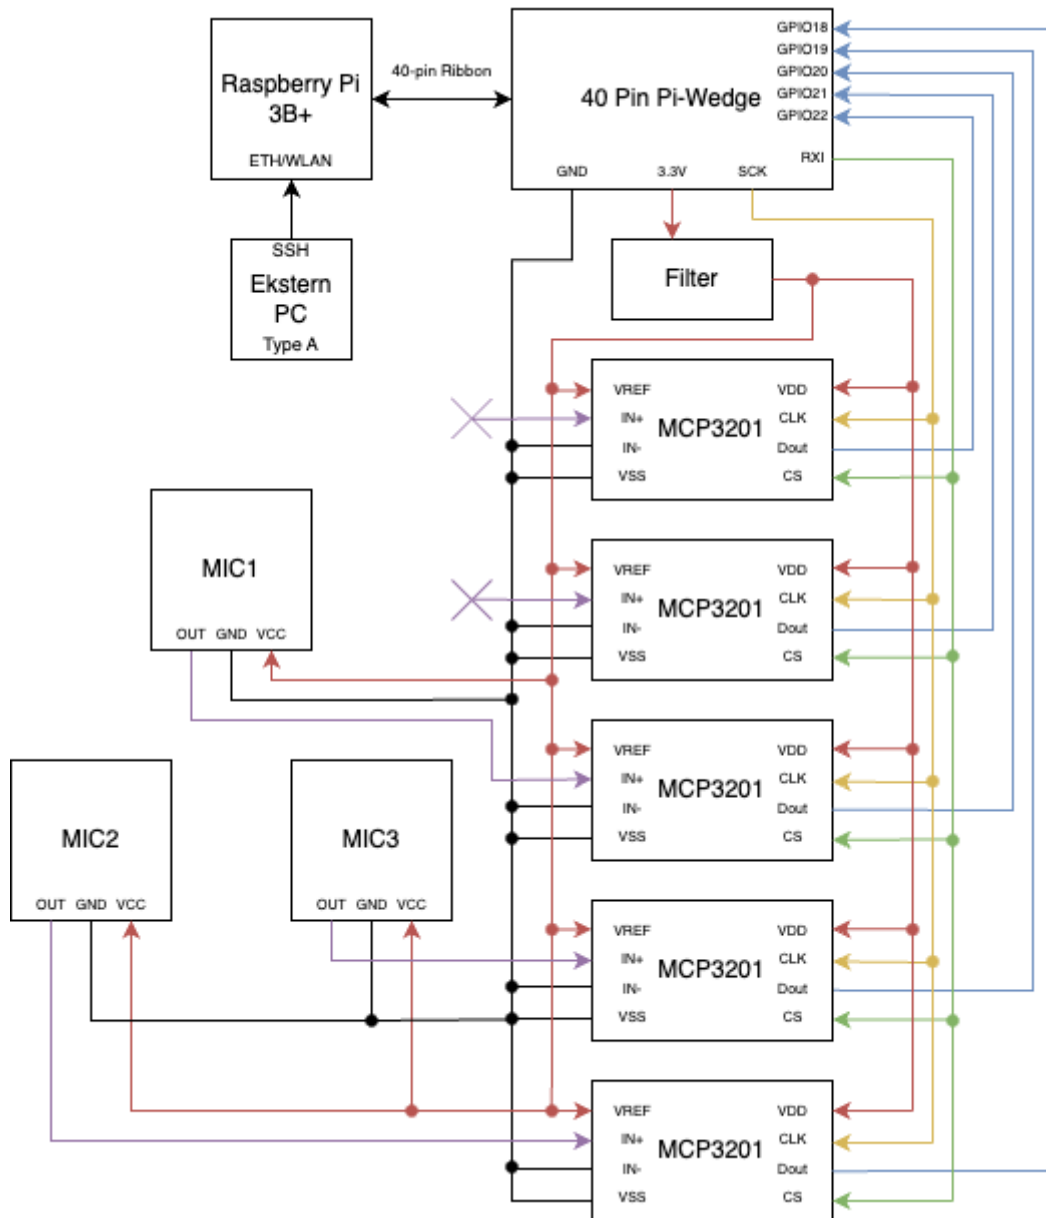 Raspberry Pi
3B+
ETH/WLAN
40-pin Ribbon
40 Pin Pi-Wedge
GPIO18
GPIO19
GPIO20
GPIO21
GPIO22
RXI
GND
3.3V
SCK
SSH
Ekstern
PC
Type A
Filter
VREF
IN+
IN-
VSS
MCP3201
VDD
CLK
Dout
CS
MIC1
OUT
GND
VCC
VREF
IN+
IN-
VSS
MCP3201
VDD
CLK
Dout
CS
VREF
IN+
IN-
VSS
MCP3201
VDD
CLK
Dout
CS
MIC2
OUT
GND
VCC
MIC3
OUT
GND
VCC
VREF
IN+
IN-
VSS
MCP3201
VDD
CLK
Dout
CS
VREF
IN+
IN-
VSS
MCP3201
VDD
CLK
Dout
CS